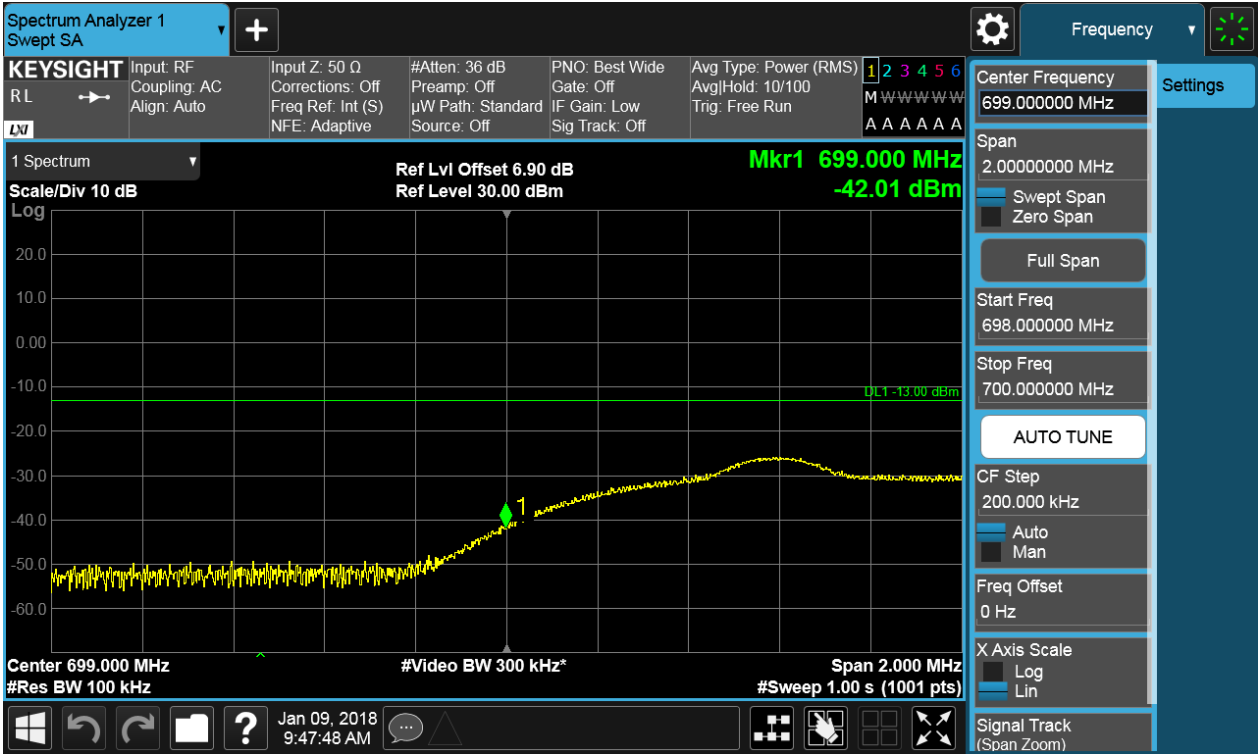 Spectrum Analyzer 1
Swept SA
Frequency
KEYSIGHT
R L
LXI
Input: RF
Coupling: AC
Align: Auto
Input Z: 50 Ω
Corrections: Off
Freq Ref: Int (S)
NFE: Adaptive
#Atten: 36 dB
Preamp: Off
µW Path: Standard
Source: Off
PNO: Best Wide
Gate: Off
IF Gain: Low
Sig Track: Off
Avg Type: Power (RMS)
Avg|Hold: 10/100
Trig: Free Run
1 2 3 4 5 6
M W W W W W
A A A A A A
1 Spectrum
Scale/Div 10 dB
Log
Ref Lvl Offset 6.90 dB
Ref Level 30.00 dBm
Mkr1 699.000 MHz
-42.01 dBm
20.0
10.0
0.00
-10.0
-20.0
-30.0
-40.0
-50.0
-60.0
DL1 -13.00 dBm
1
Center 699.000 MHz
#Res BW 100 kHz
#Video BW 300 kHz*
Span 2.000 MHz
#Sweep 1.00 s (1001 pts)
Center Frequency
699.000000 MHz
Span
2.00000000 MHz
Swept Span
Zero Span
Full Span
Start Freq
698.000000 MHz
Stop Freq
700.000000 MHz
AUTO TUNE
CF Step
200.000 kHz
Auto
Man
Freq Offset
0 Hz
X Axis Scale
Log
Lin
Signal Track
(Span Zoom)
Settings
?
Jan 09, 2018
9:47:48 AM